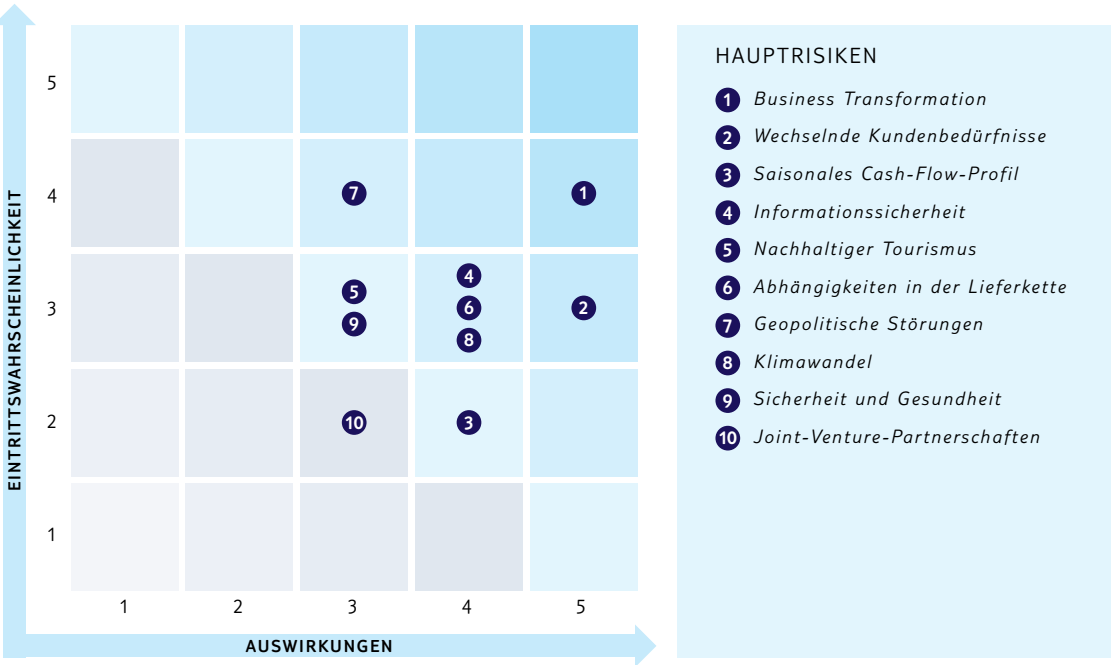 EINTRITTSWAHRSCHEINLICHKEIT
5
4
7
1
3
5
9
4
6
8
2
2
10
3
1
1 2 3 4 5
AUSWIRKUNGEN
HAUPTRISIKEN
1 Business Transformation
2 Wechselnde Kundenbedürfnisse
3 Saisonales Cash-Flow-Profil
4 Informationssicherheit
5 Nachhaltiger Tourismus
6 Abhängigkeiten in der Lieferkette
7 Geopolitische Störungen
8 Klimawandel
9 Sicherheit und Gesundheit
10 Joint-Venture-Partnerschaften